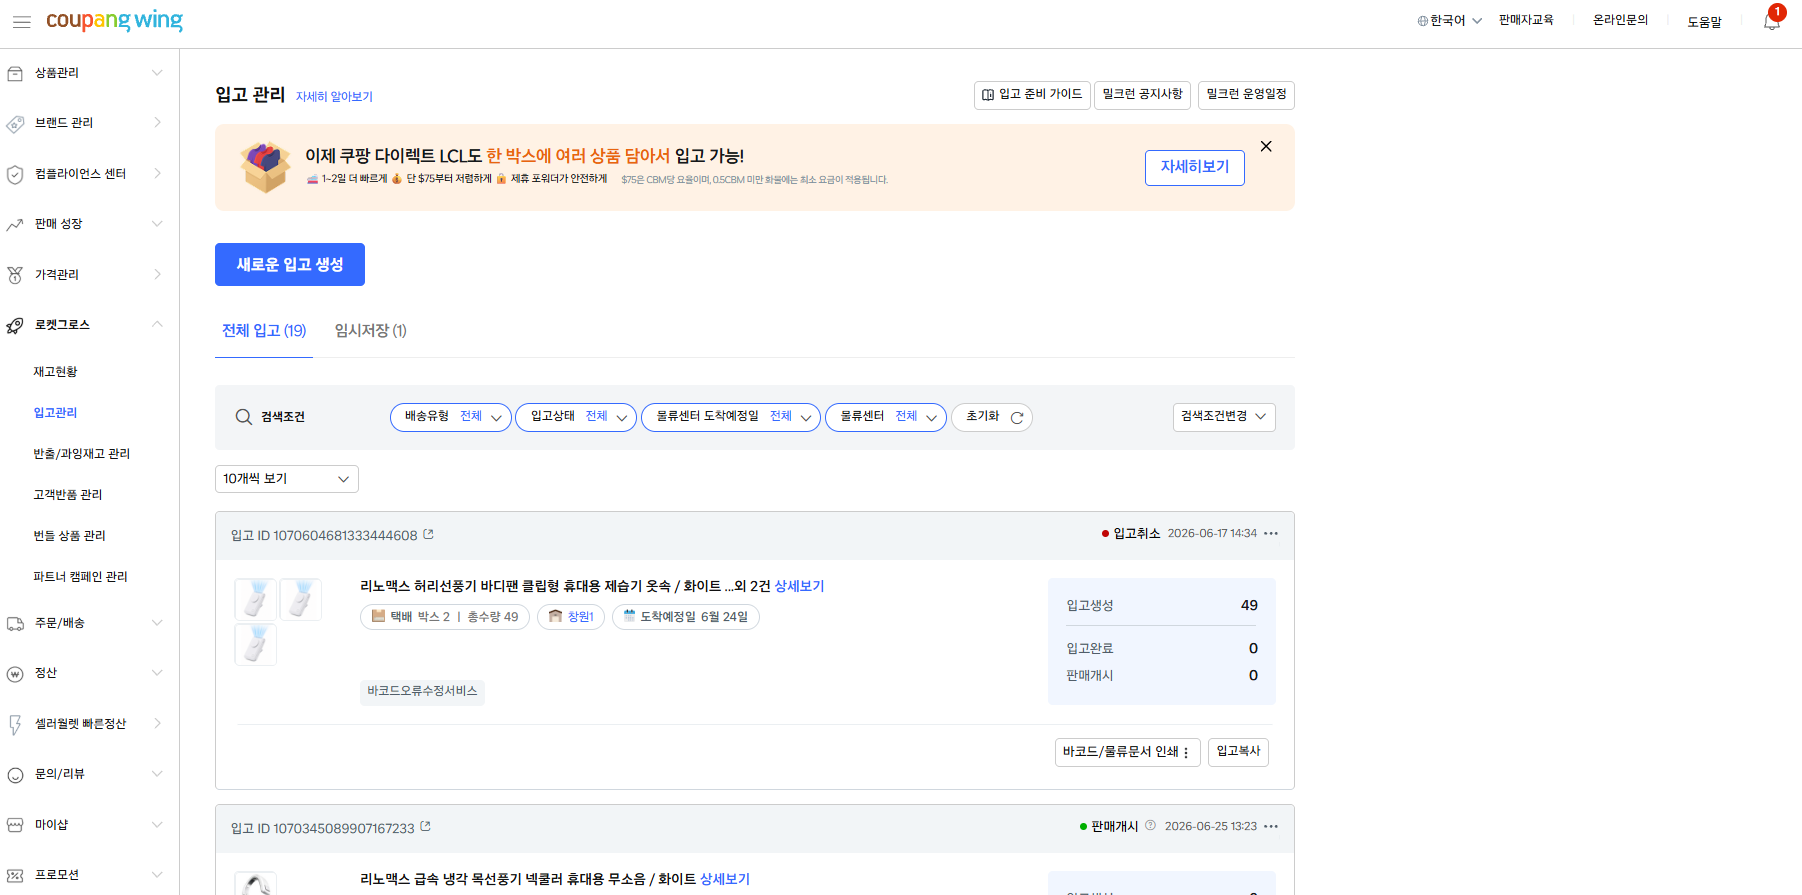 coupang wing
한국어
판매자교육
온라인문의
도움말
1
상품관리
브랜드 관리
컴플라이언스 센터
판매 성장
가격관리
로켓그로스
재고현황
입고관리
반출/과잉재고 관리
고객반품 관리
번들 상품 관리
파트너 캠페인 관리
주문/배송
정산
셀러월렛 빠른정산
문의/리뷰
마이샵
프로모션
입고 관리 자세히 알아보기
입고 준비 가이드
밀크런 공지사항
밀크런 운영일정
이제 쿠팡 다이렉트 LCL도 한 박스에 여러 상품 담아서 입고 가능!
1~2일 더 빠르게 단 $75부터 저렴하게 제휴 포워더가 안전하게 $75은 CBM당 요율이며, 0.5CBM 미만 화물에는 최소 요금이 적용됩니다.
자세히보기
새로운 입고 생성
전체 입고 (19)
임시저장 (1)
검색조건
배송유형 전체
입고상태 전체
물류센터 도착예정일 전체
물류센터 전체
초기화
검색조건변경
10개씩 보기
입고 ID 1070604681333444608
입고취소 2026-06-17 14:34
리노맥스 허리선풍기 바디팬 클립형 휴대용 제습기 옷속 / 화이트 ...외 2건 상세보기
택배 박스 2 | 총수량 49
창원1
도착예정일 6월 24일
바코드오류수정서비스
입고생성 49
입고완료 0
판매개시 0
바코드/물류문서 인쇄
입고복사
입고 ID 1070345089907167233
판매개시 2026-06-25 13:23
리노맥스 급속 냉각 목선풍기 넥쿨러 휴대용 무소음 / 화이트 상세보기